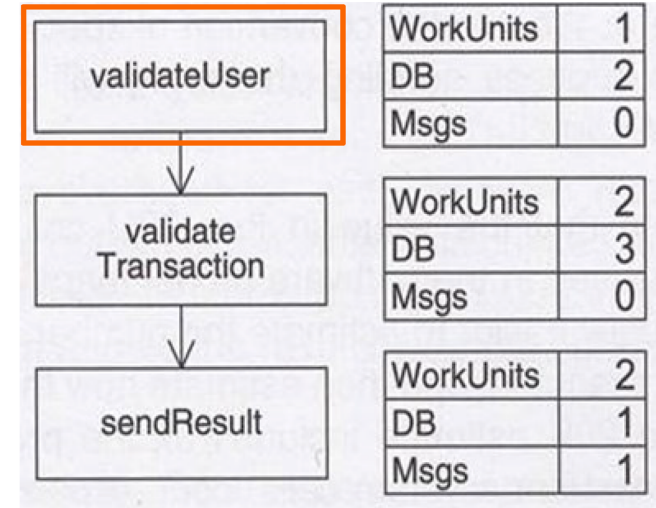 validateUser
WorkUnits 1
DB 2
Msgs 0
validate
Transaction
WorkUnits 2
DB 3
Msgs 0
sendResult
WorkUnits 2
DB 1
Msgs 1